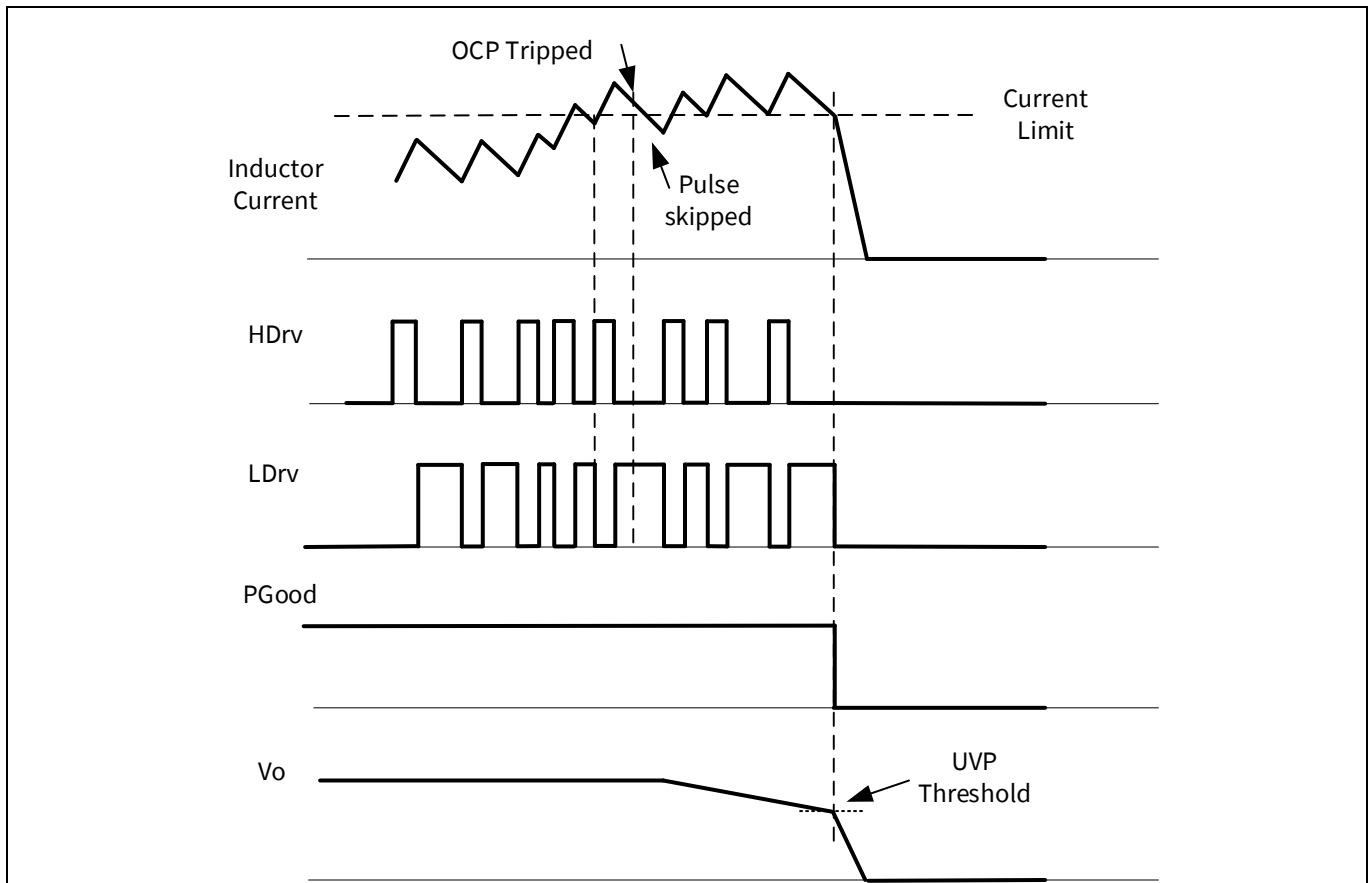 OCP Tripped
Current
Limit
Inductor
Current
Pulse
skipped
HDrv
LDrv
PGood
Vo
UVP
Threshold